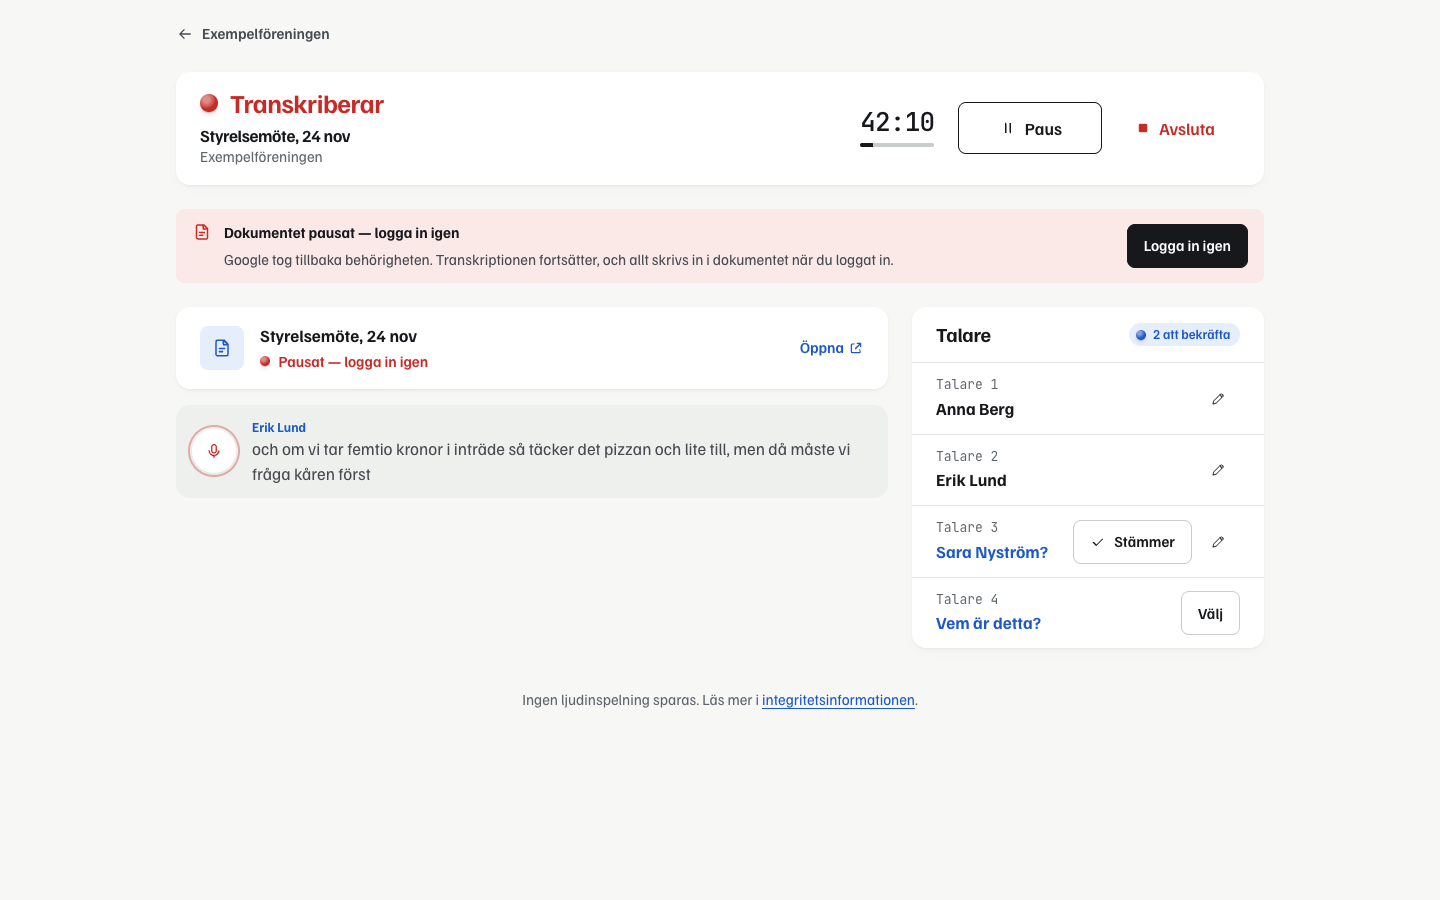 Exempelföreningen
Transkriberar
Styrelsemöte, 24 nov
Exempelföreningen
42:10
Paus
Avsluta
Dokumentet pausat — logga in igen
Google tog tillbaka behörigheten. Transkriptionen fortsätter, och allt skrivs in i dokumentet när du loggat in.
Logga in igen
Styrelsemöte, 24 nov
Pausat — logga in igen
Öppna
Erik Lund
och om vi tar femtio kronor i inträde så täcker det pizzan och lite till, men då måste vi
fråga kåren först
Talare
2 att bekräfta
Talare 1
Anna Berg
Talare 2
Erik Lund
Talare 3
Sara Nyström?
Stämmer
Talare 4
Vem är detta?
Välj
Ingen ljudinspelning sparas. Läs mer i integritetsinformationen.